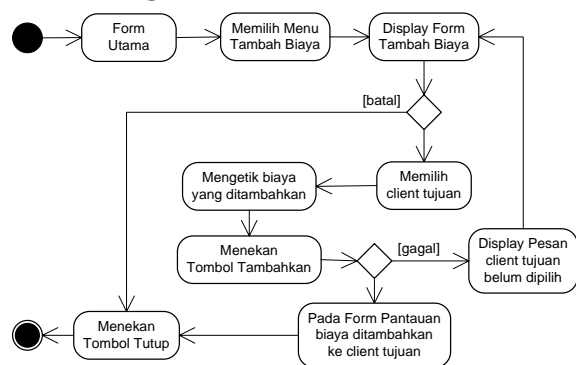 Form
Utama
Memilih Menu
Tambah Biaya
Display Form
Tambah Biaya
[batal]
Memilih
client tujuan
Mengetik biaya
yang ditambahkan
Menekan
Tombol Tambahkan
[gagal]
Display Pesan
client tujuan
belum dipilih
Pada Form Pantauan
biaya ditambahkan
ke client tujuan
Menekan
Tombol Tutup